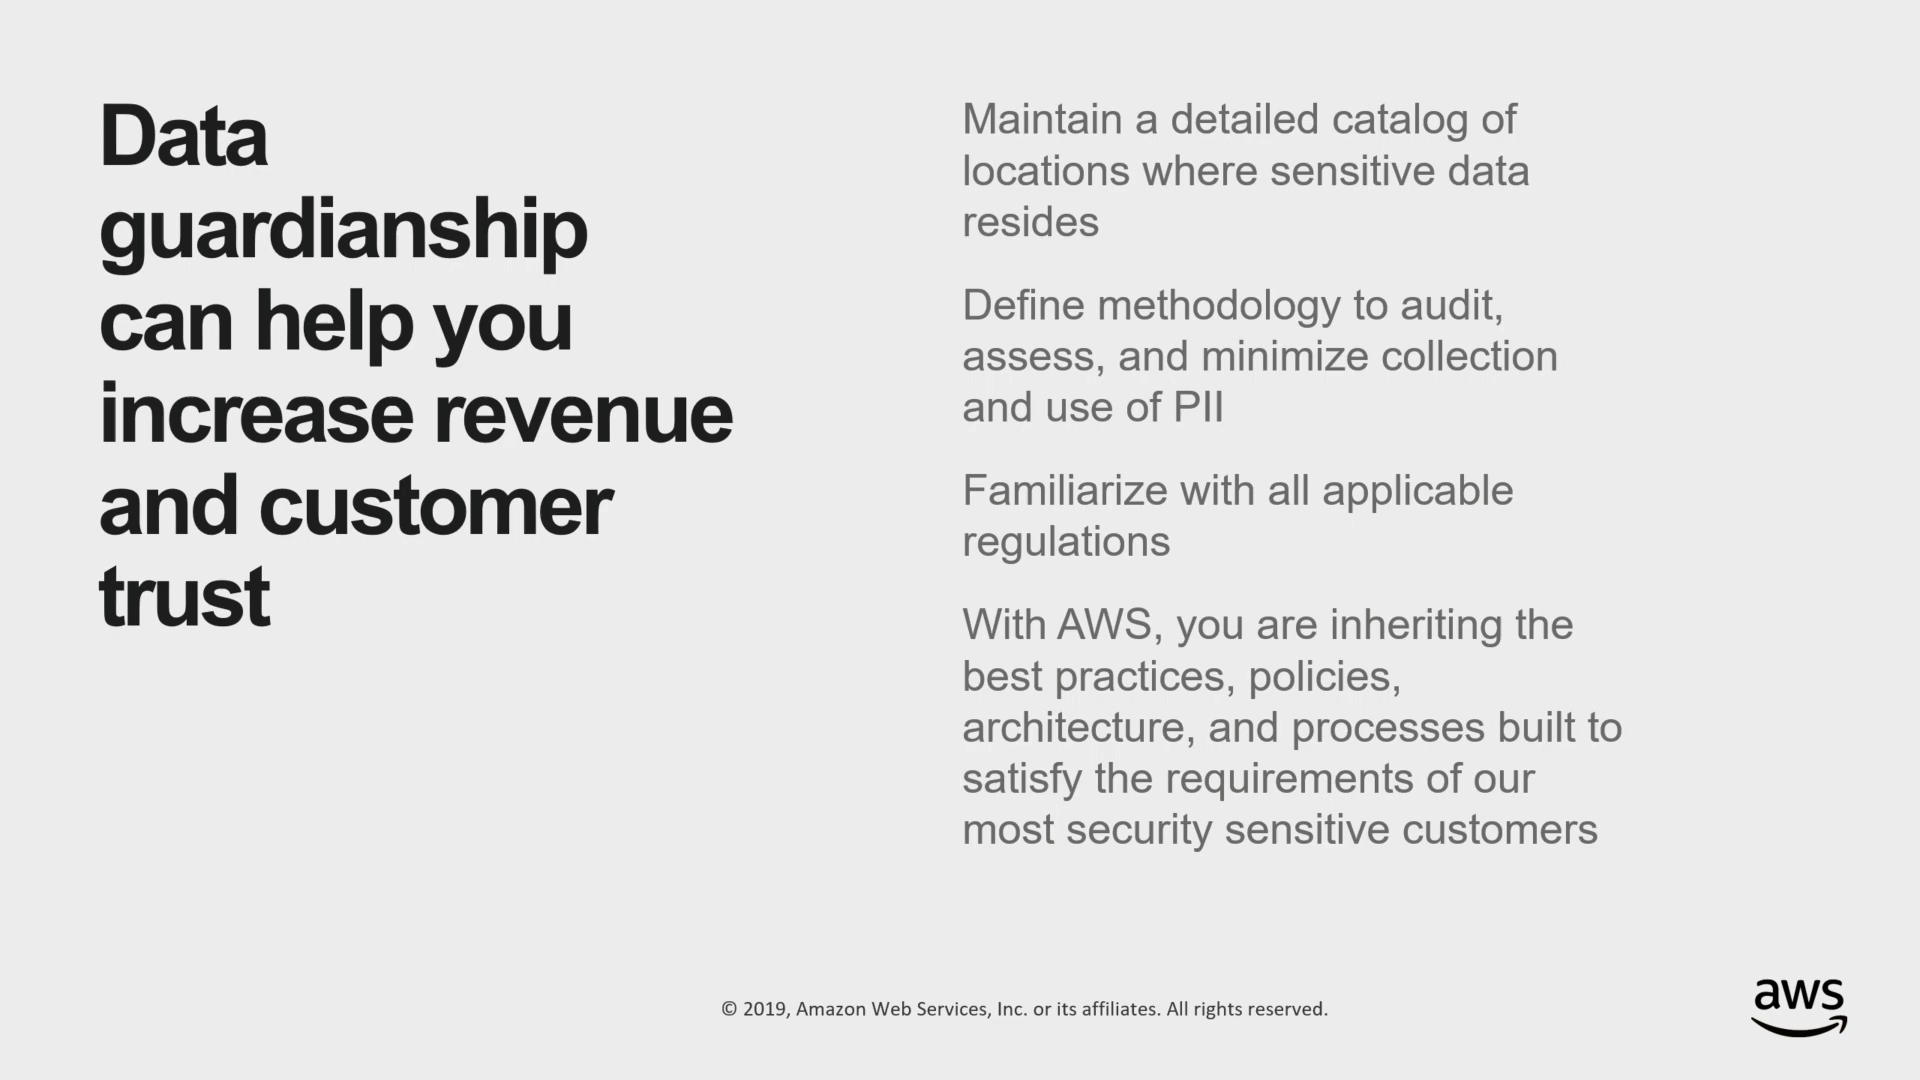 Data
guardianship
can help you
increase revenue
and customer
trust
Maintain a detailed catalog of
locations where sensitive data
resides
Define methodology to audit,
assess, and minimize collection
and use of PII
Familiarize with all applicable
regulations
With AWS, you are inheriting the
best practices, policies,
architecture, and processes built to
satisfy the requirements of our
most security sensitive customers
© 2019, Amazon Web Services, Inc. or its affiliates. All rights reserved.
aws